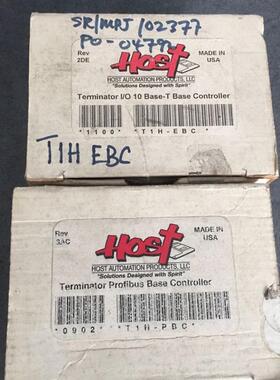 SR/MPJ/02377
PO-0479
Rev
2DE
Host
MADE IN
USA
HOST AUTOMATION PRODUCTS, LLC
"Solutions Designed with Spirit"
Terminator I/O 10 Base-T Base Controller
*1100* *T1H-EBC*
T1H EBC
Rev
3AC
Host
MADE IN
USA
HOST AUTOMATION PRODUCTS, LLC
"Solutions Designed with Spirit"
Terminator Profibus Base Controller
*0902* *T1H-PBC*